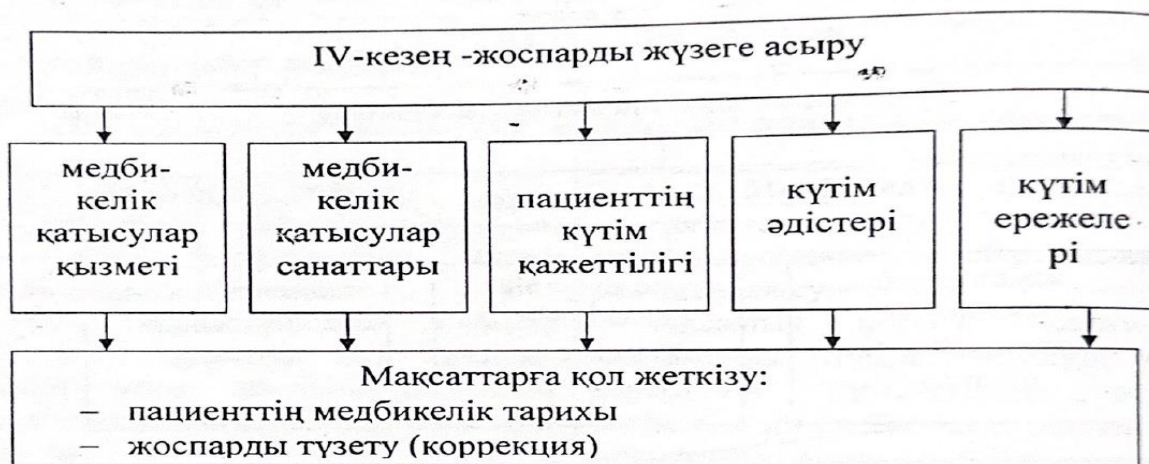 IV-кезең -жоспарды жүзеге асыру
медби-
келік
қатысулар
қызметі
медби-
келік
қатысулар
санаттары
пациенттің
күтім
қажеттілігі
күтім
әдістері
күтім
ережеле
рі
Мақсаттарға қол жеткізу:
— пациенттің медбикелік тарихы
— жоспарды түзету (коррекция)